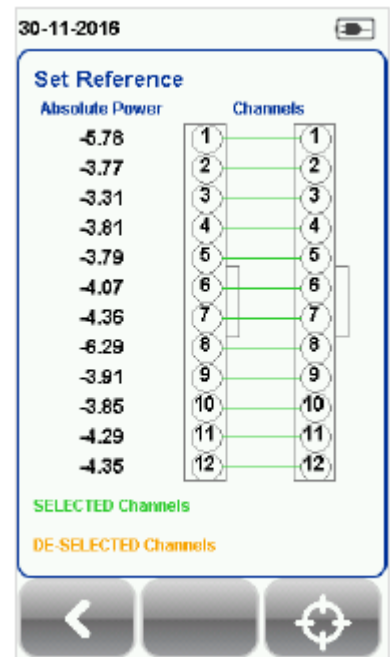 30-11-2016
Set Reference
Absolute Power Channels
-5.78 1 1
-3.77 2 2
-3.31 3 3
-3.81 4 4
-3.79 5 5
-4.07 6 6
-4.36 7 7
-6.29 8 8
-3.91 9 9
-3.85 10 10
-4.29 11 11
-4.35 12 12
SELECTED Channels
DE-SELECTED Channels